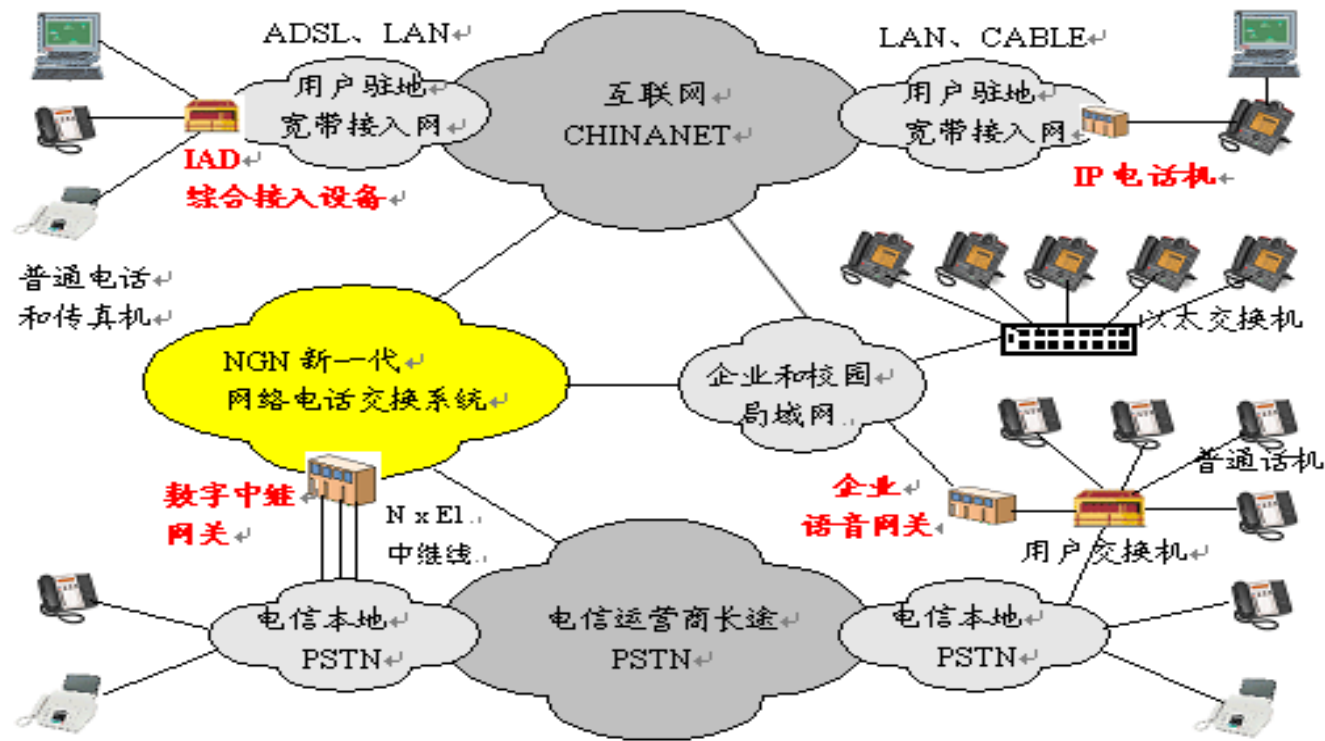 ADSL、LAN
LAN、CABLE
用户驻地
宽带接入网
互联网
CHINANET
用户驻地
宽带接入网
IAD
综合接入设备
IP 电话机
普通电话
和传真机
以太交换机
NGN 新一代
网络电话交换系统
企业和校园
局域网
普通话机
数字中继
网关
N x E1
中继线
企业
语音网关
用户交换机
电信本地
PSTN
电信运营商长途
PSTN
电信本地
PSTN